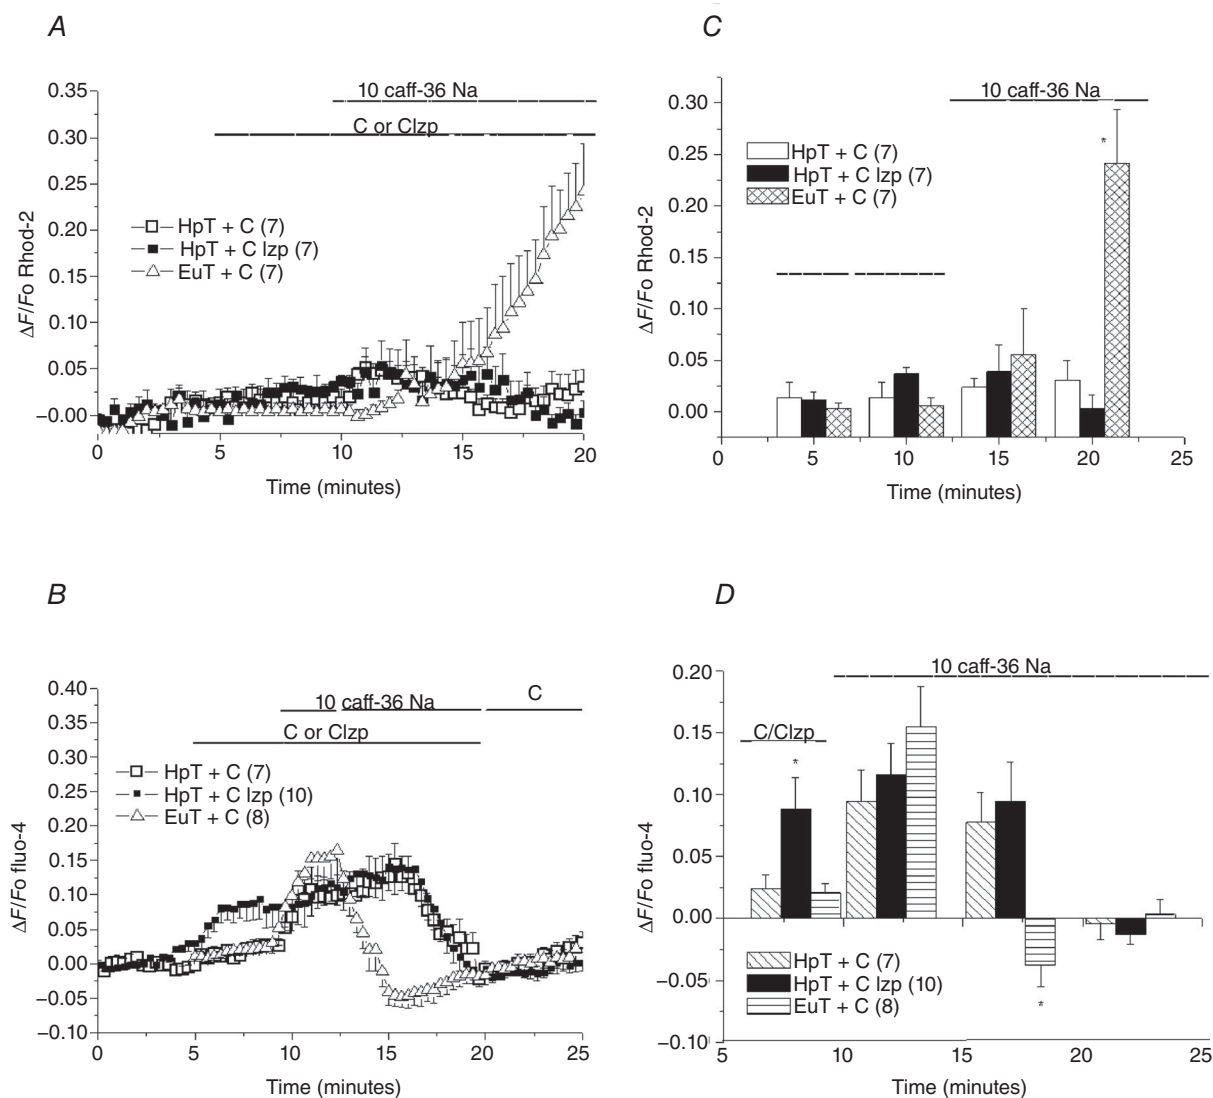 A
0.35
0.30
0.25
0.20
0.15
0.10
0.05
−0.00
ΔF/Fo Rhod-2
10 caff-36 Na
C or Clzp
HpT + C (7)
HpT + C lzp (7)
EuT + C (7)
0 5 10 15 20
Time (minutes)
C
0.30
0.25
0.20
0.15
0.10
0.05
0.00
ΔF/Fo Rhod-2
10 caff-36 Na
HpT + C (7)
HpT + C lzp (7)
EuT + C (7)
*
0 5 10 15 20 25
Time (minutes)
B
0.40
0.35
0.30
0.25
0.20
0.15
0.10
0.05
0.00
−0.05
−0.10
ΔF/Fo fluo-4
10 caff-36 Na
C
C or Clzp
HpT + C (7)
HpT + C lzp (10)
EuT + C (8)
0 5 10 15 20 25
Time (minutes)
D
0.20
0.15
0.10
0.05
0.00
−0.05
−0.10
ΔF/Fo fluo-4
10 caff-36 Na
C/Clzp
*
HpT + C (7)
HpT + C lzp (10)
EuT + C (8)
*
5 10 15 20 25
Time (minutes)